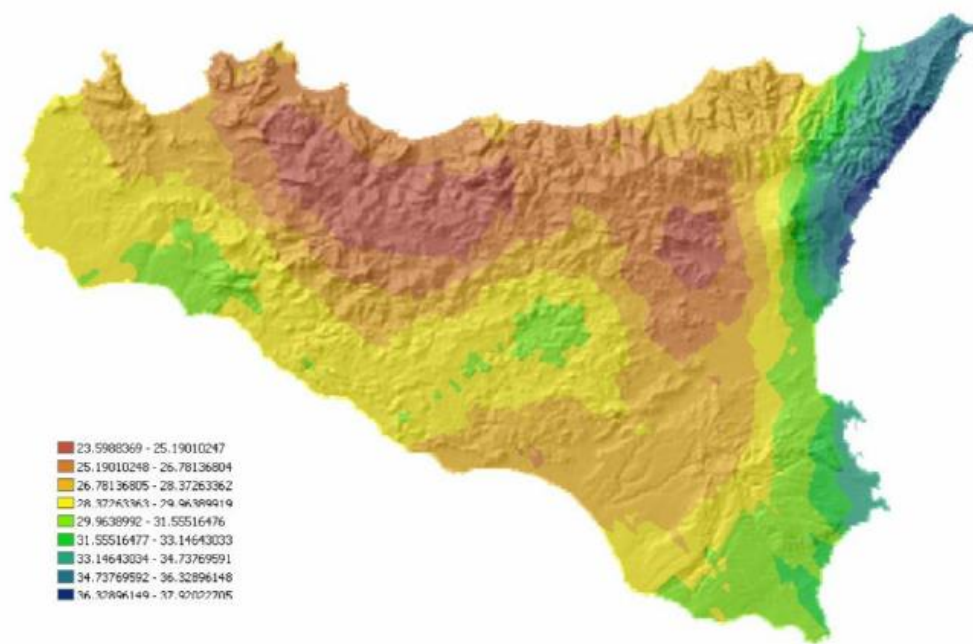 23.5988369 - 25.19010247
25.19010248 - 26.78136804
26.78136805 - 28.37263362
28.37263363 - 29.96389919
29.9638992 - 31.55516476
31.55516477 - 33.14643033
33.14643034 - 34.73769591
34.73769592 - 36.32896148
36.32896149 - 37.92022705